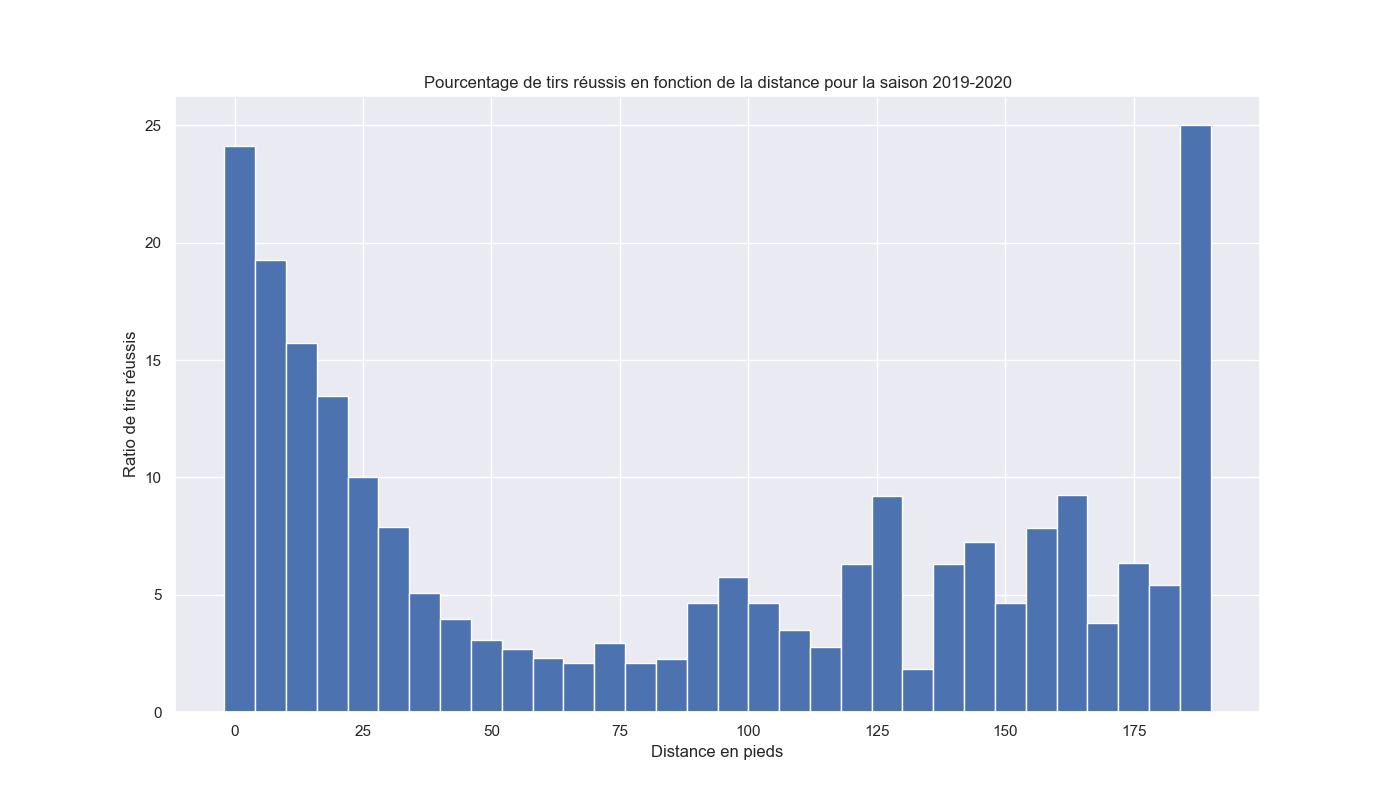 Pourcentage de tirs réussis en fonction de la distance pour la saison 2019-2020
25
20
15
10
5
0
Ratio de tirs réussis
0 25 50 75 100 125 150 175
Distance en pieds